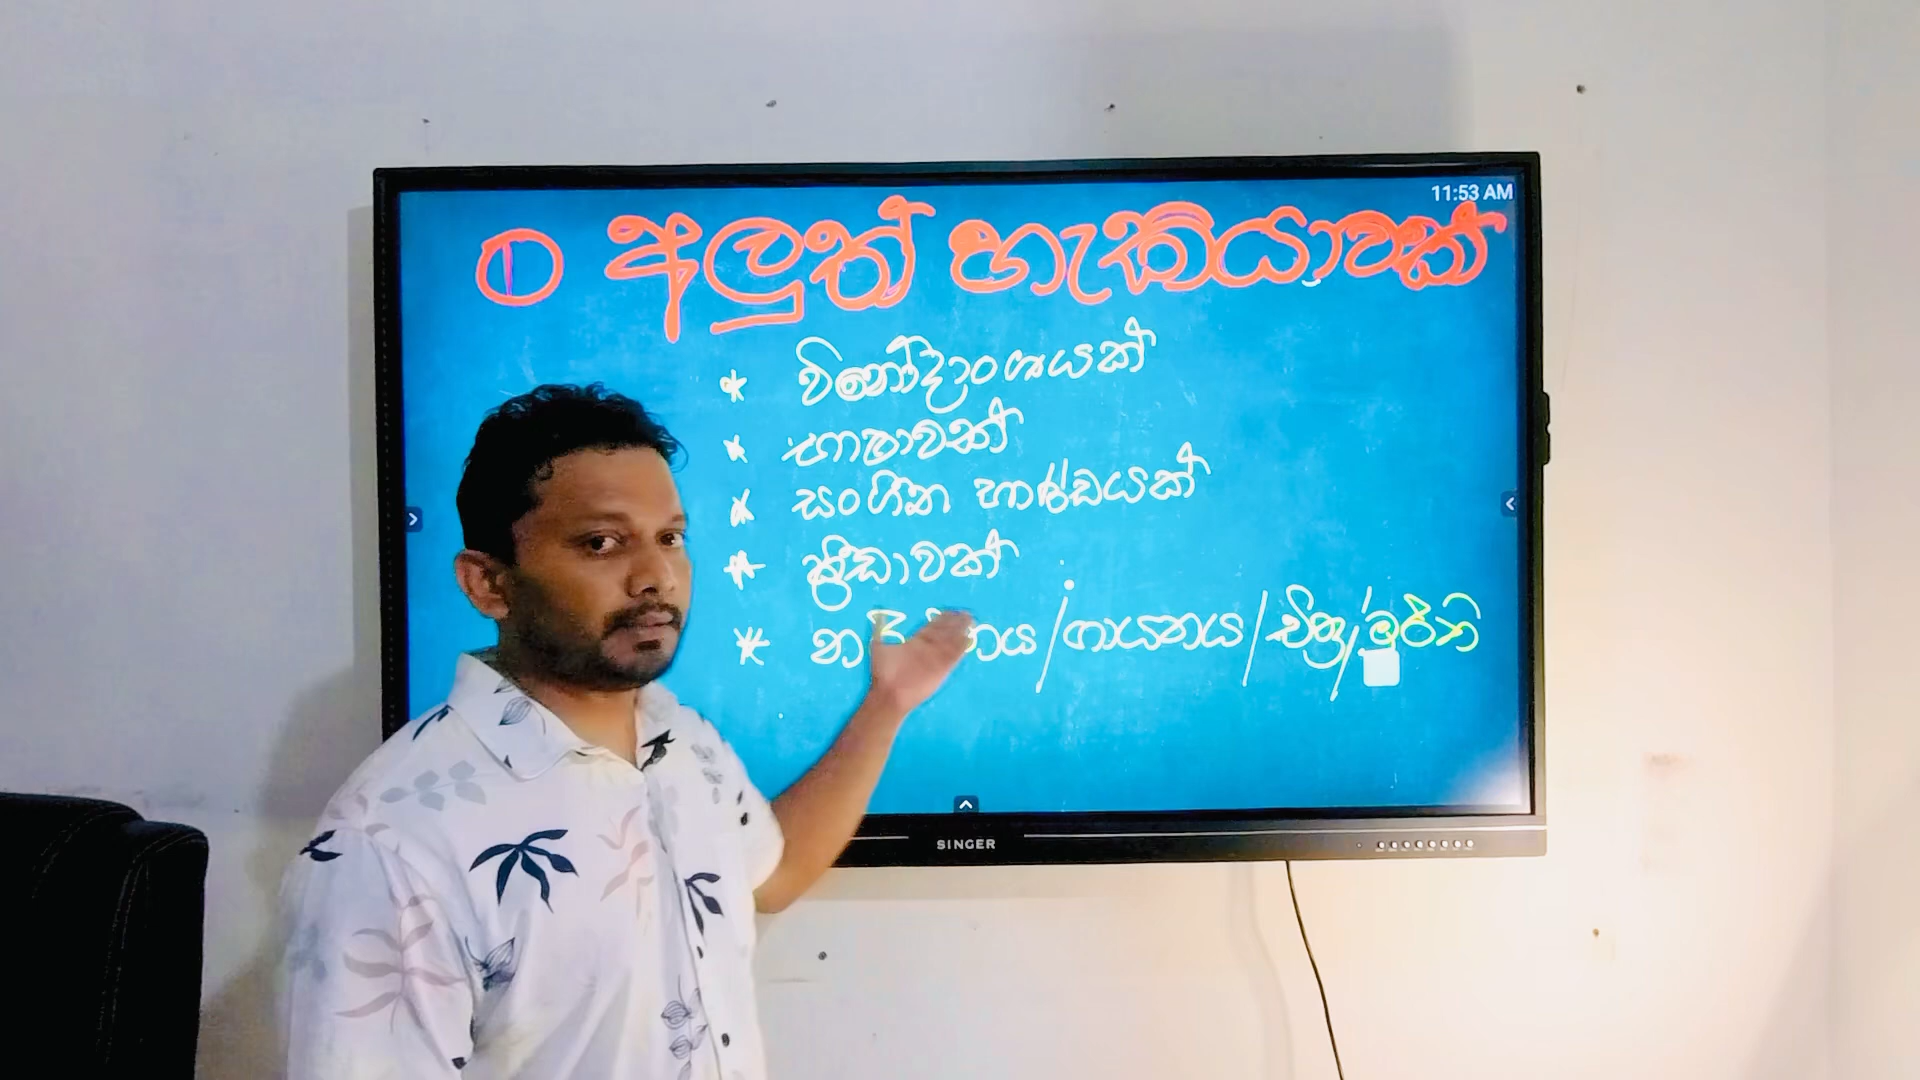 11:53 AM
① අලුත් හැකියාවක්
* විනෝදාංශයක්
* භාෂාවක්
* සංගීත භාණ්ඩයක්
* ක්‍රීඩාවක්
* /ගායනය/චිත්‍ර/මූර්ති
SINGER